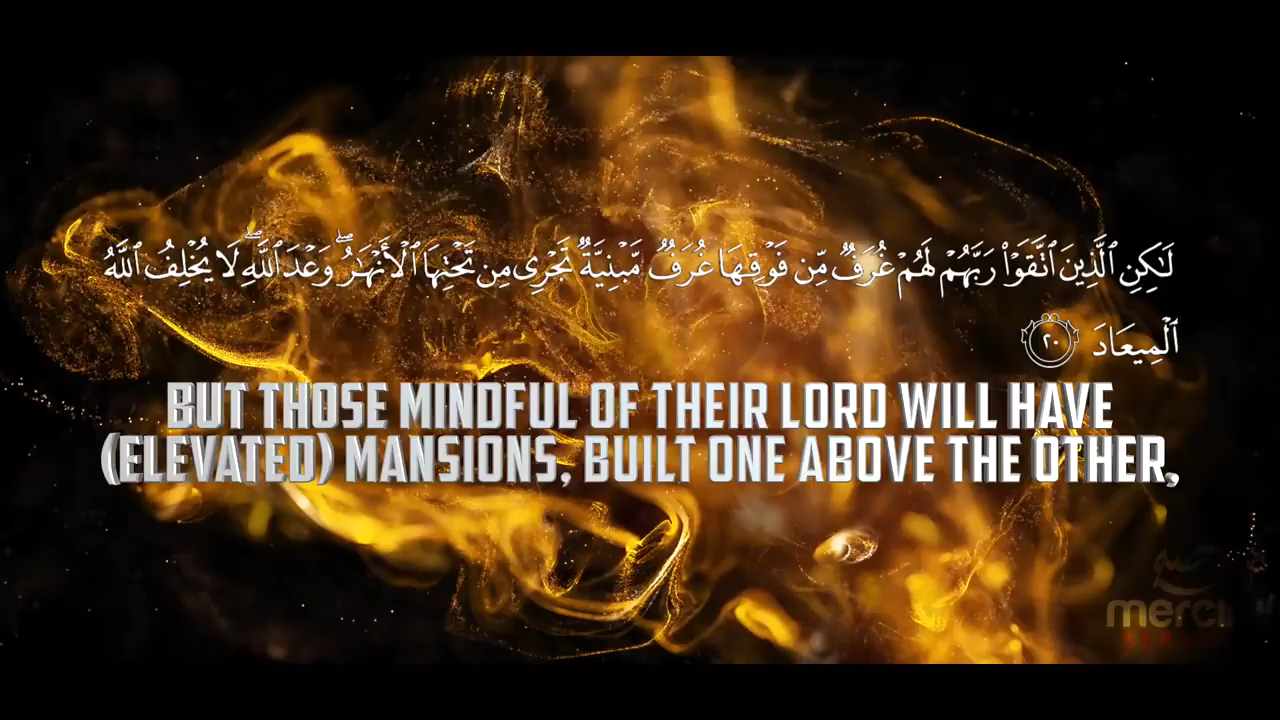 لَـٰكِنِ ٱلَّذِينَ ٱتَّقَوْا۟ رَبَّهُمْ لَهُمْ غُرَفٌ مِّن فَوْقِهَا غُرَفٌ مَّبْنِيَّةٌ تَجْرِى مِن تَحْتِهَا ٱلْأَنْهَـٰرُ ۖ وَعْدَ ٱللَّهِ ۖ لَا يُخْلِفُ ٱللَّهُ
ٱلْمِيعَادَ ٢٠
BUT THOSE MINDFUL OF THEIR LORD WILL HAVE
(ELEVATED) MANSIONS, BUILT ONE ABOVE THE OTHER,